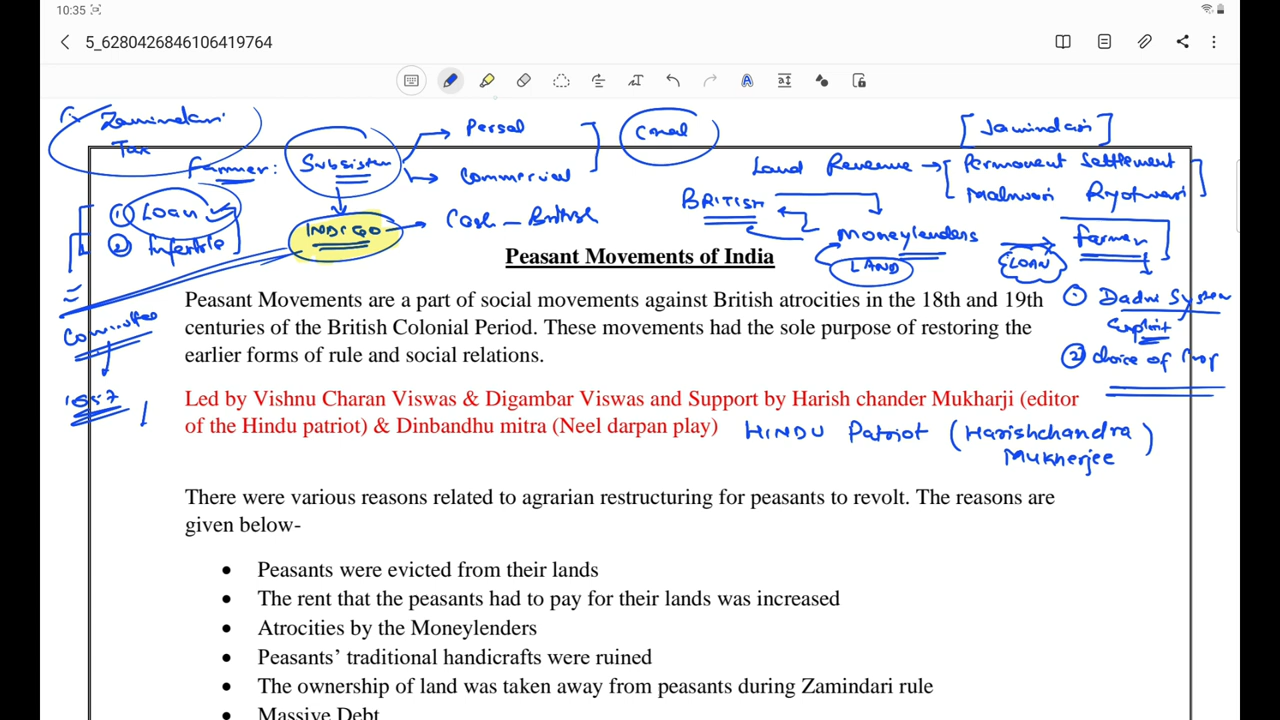 10:35
5_6280426846106419764
Zamindari
Tax
Farmer: Subsisten
Persal
Commercial
Canal
[Jamindari]
Land Revenue → [Permanent Settlement
Mahwari Ryotwari]
① Loan
② Infertile
INDIGO → Cash - British
BRITISH
Moneylenders
LAND
LOAN
farmer
Peasant Movements of India
Peasant Movements are a part of social movements against British atrocities in the 18th and 19th
centuries of the British Colonial Period. These movements had the sole purpose of restoring the
earlier forms of rule and social relations.
① Dadni System
Exploit
② choice of
Committee
Led by Vishnu Charan Viswas & Digambar Viswas and Support by Harish chander Mukharji (editor
of the Hindu patriot) & Dinbandhu mitra (Neel darpan play)
HINDU Patriot (Harishchandra
Mukherjee)
There were various reasons related to agrarian restructuring for peasants to revolt. The reasons are
given below-
• Peasants were evicted from their lands
• The rent that the peasants had to pay for their lands was increased
• Atrocities by the Moneylenders
• Peasants’ traditional handicrafts were ruined
• The ownership of land was taken away from peasants during Zamindari rule
• Massive Debt